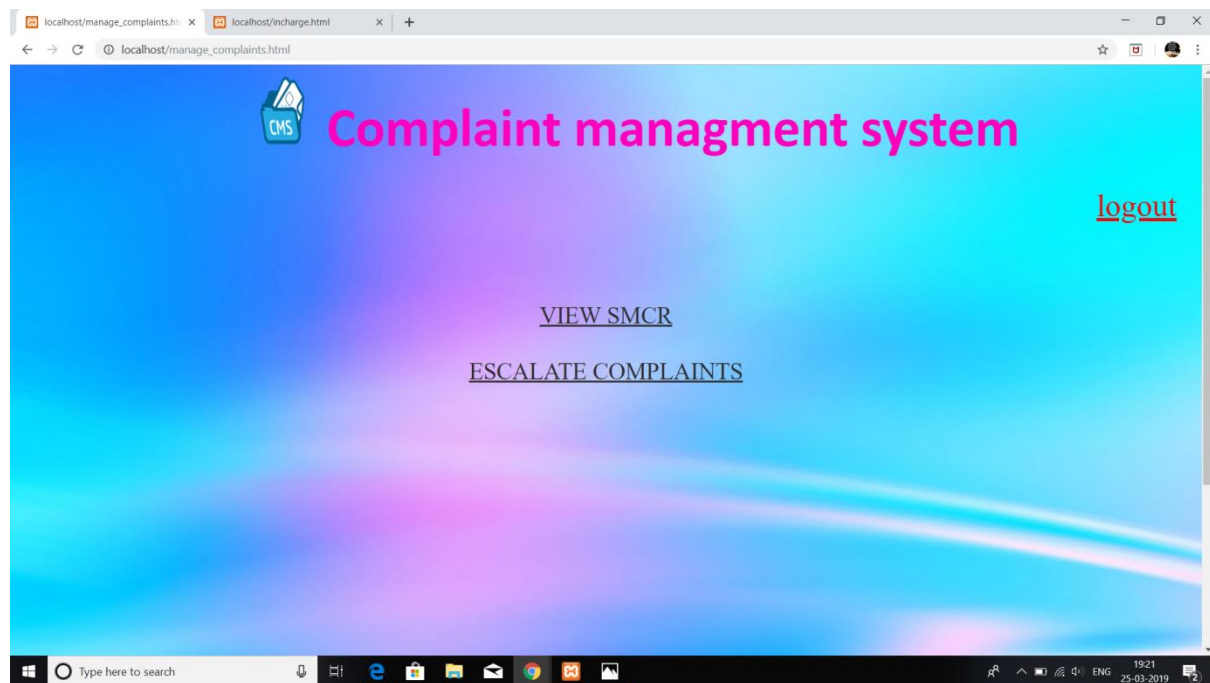 localhost/manage_complaints.ht
localhost/incharge.html
localhost/manage_complaints.html
CMS
Complaint managment system
logout
VIEW SMCR
ESCALATE COMPLAINTS
Type here to search
ENG
19:21
25-03-2019
2